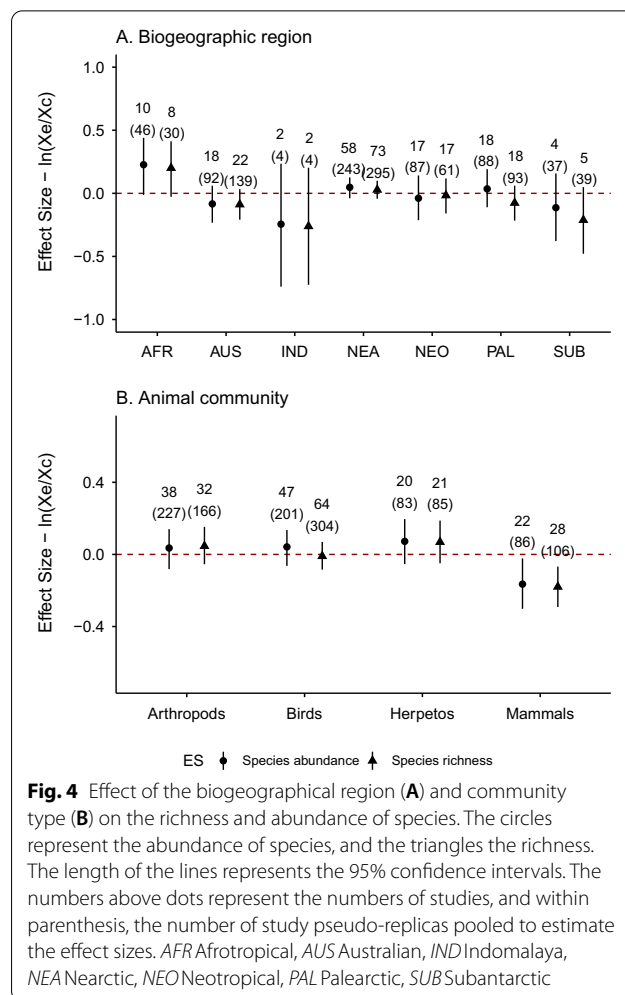 A. Biogeographic region
Effect Size − ln(Xe/Xc)
1.0
0.5
0.0
−0.5
−1.0
10 8 18 22 2 2 58 73 17 17 18 18 4 5
(46) (30) (92) (139) (4) (4) (243) (295) (87) (61) (88) (93) (37) (39)
AFR AUS IND NEA NEO PAL SUB
B. Animal community
Effect Size − ln(Xe/Xc)
0.4
0.0
−0.4
38 32 47 64 20 21 22 28
(227) (166) (201) (304) (83) (85) (86) (106)
Arthropods Birds Herpetos Mammals
ES Species abundance Species richness
Fig. 4 Effect of the biogeographical region (A) and community
type (B) on the richness and abundance of species. The circles
represent the abundance of species, and the triangles the richness.
The length of the lines represents the 95% confidence intervals. The
numbers above dots represent the numbers of studies, and within
parenthesis, the number of study pseudo-replicas pooled to estimate
the effect sizes. AFR Afrotropical, AUS Australian, IND Indomalaya,
NEA Nearctic, NEO Neotropical, PAL Palearctic, SUB Subantarctic